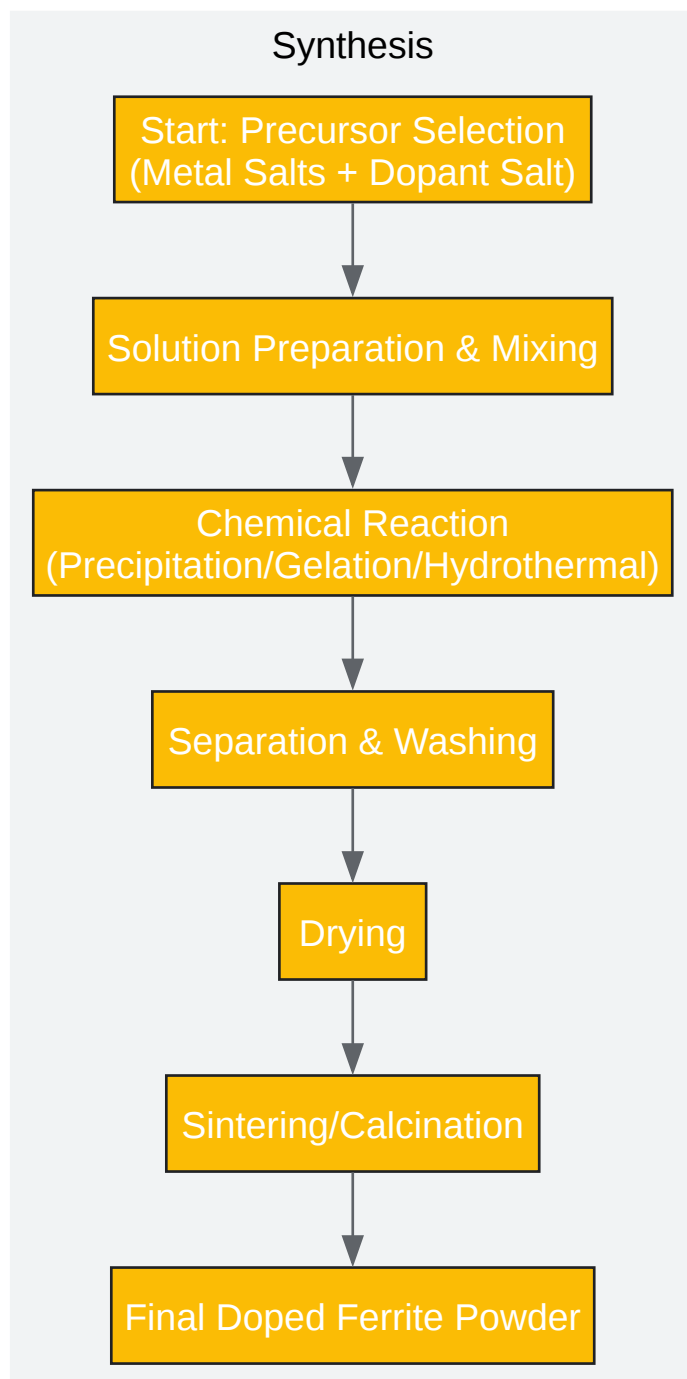 Synthesis
Start: Precursor Selection
(Metal Salts + Dopant Salt)
Solution Preparation & Mixing
Chemical Reaction
(Precipitation/Gelation/Hydrothermal)
Separation & Washing
Drying
Sintering/Calcination
Final Doped Ferrite Powder